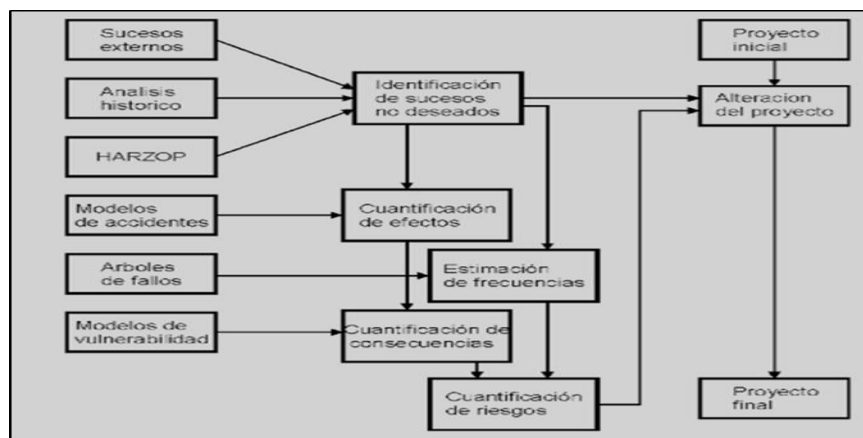 Sucesos
externos
Proyecto
inicial
Analisis
historico
Identificación
de sucesos
no deseados
Alteracion
del proyecto
HARZOP
Modelos
de accidentes
Cuantificación
de efectos
Arboles
de fallos
Estimación
de frecuencias
Modelos de
vulnerabilidad
Cuantificación de
consecuencias
Cuantificación
de riesgos
Proyecto
final